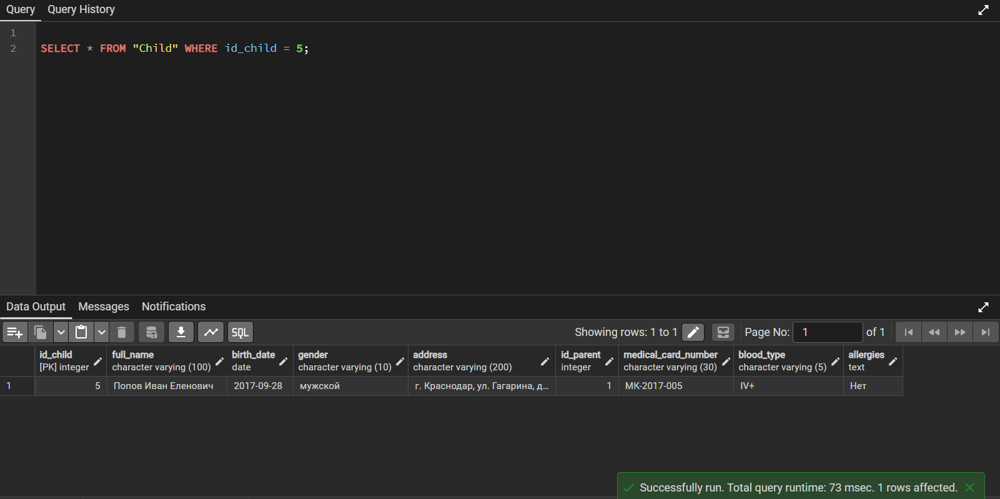 Query Query History
1
2 SELECT * FROM "Child" WHERE id_child = 5;
Data Output Messages Notifications
SQL Showing rows: 1 to 1 Page No: 1 of 1
id_child full_name birth_date gender address id_parent medical_card_number blood_type allergies
[PK] integer character varying (100) date character varying (10) character varying (200) integer character varying (30) character varying (5) text
1 5 Попов Иван Еленович 2017-09-28 мужской г. Краснодар, ул. Гагарина, д... 1 МК-2017-005 IV+ Нет
Successfully run. Total query runtime: 73 msec. 1 rows affected.